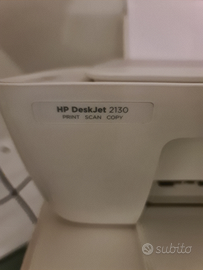 HP DeskJet 2130
PRINT SCAN COPY
subito